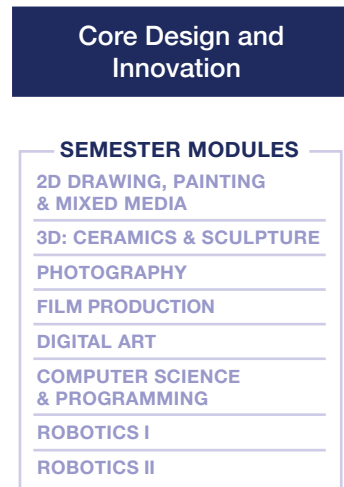 Core Design and
Innovation
SEMESTER MODULES
2D DRAWING, PAINTING
& MIXED MEDIA
3D: CERAMICS & SCULPTURE
PHOTOGRAPHY
FILM PRODUCTION
DIGITAL ART
COMPUTER SCIENCE
& PROGRAMMING
ROBOTICS I
ROBOTICS II